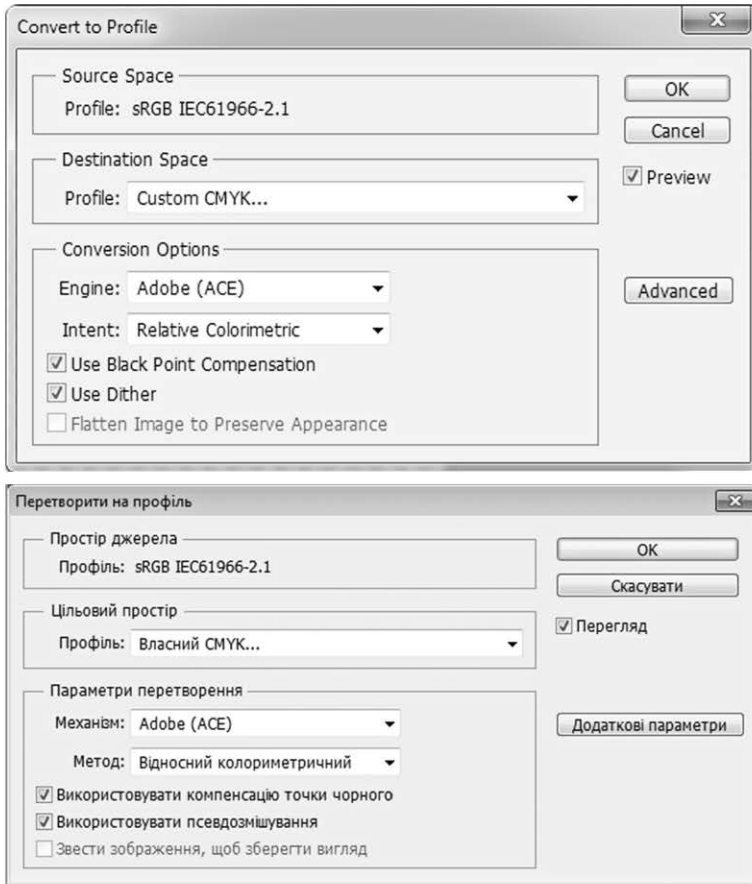 Convert to Profile
Source Space
Profile: sRGB IEC61966-2.1
OK
Cancel
Destination Space
Profile: Custom CMYK...
Preview
Conversion Options
Engine: Adobe (ACE)
Advanced
Intent: Relative Colorimetric
Use Black Point Compensation
Use Dither
Flatten Image to Preserve Appearance
Перетворити на профіль
Простір джерела
Профіль: sRGB IEC61966-2.1
OK
Скасувати
Цільовий простір
Профіль: Власний CMYK...
Перегляд
Параметри перетворення
Механізм: Adobe (ACE)
Додаткові параметри
Метод: Відносний колориметричний
Використовувати компенсацію точки чорного
Використовувати псевдозмішування
Звести зображення, щоб зберегти вигляд